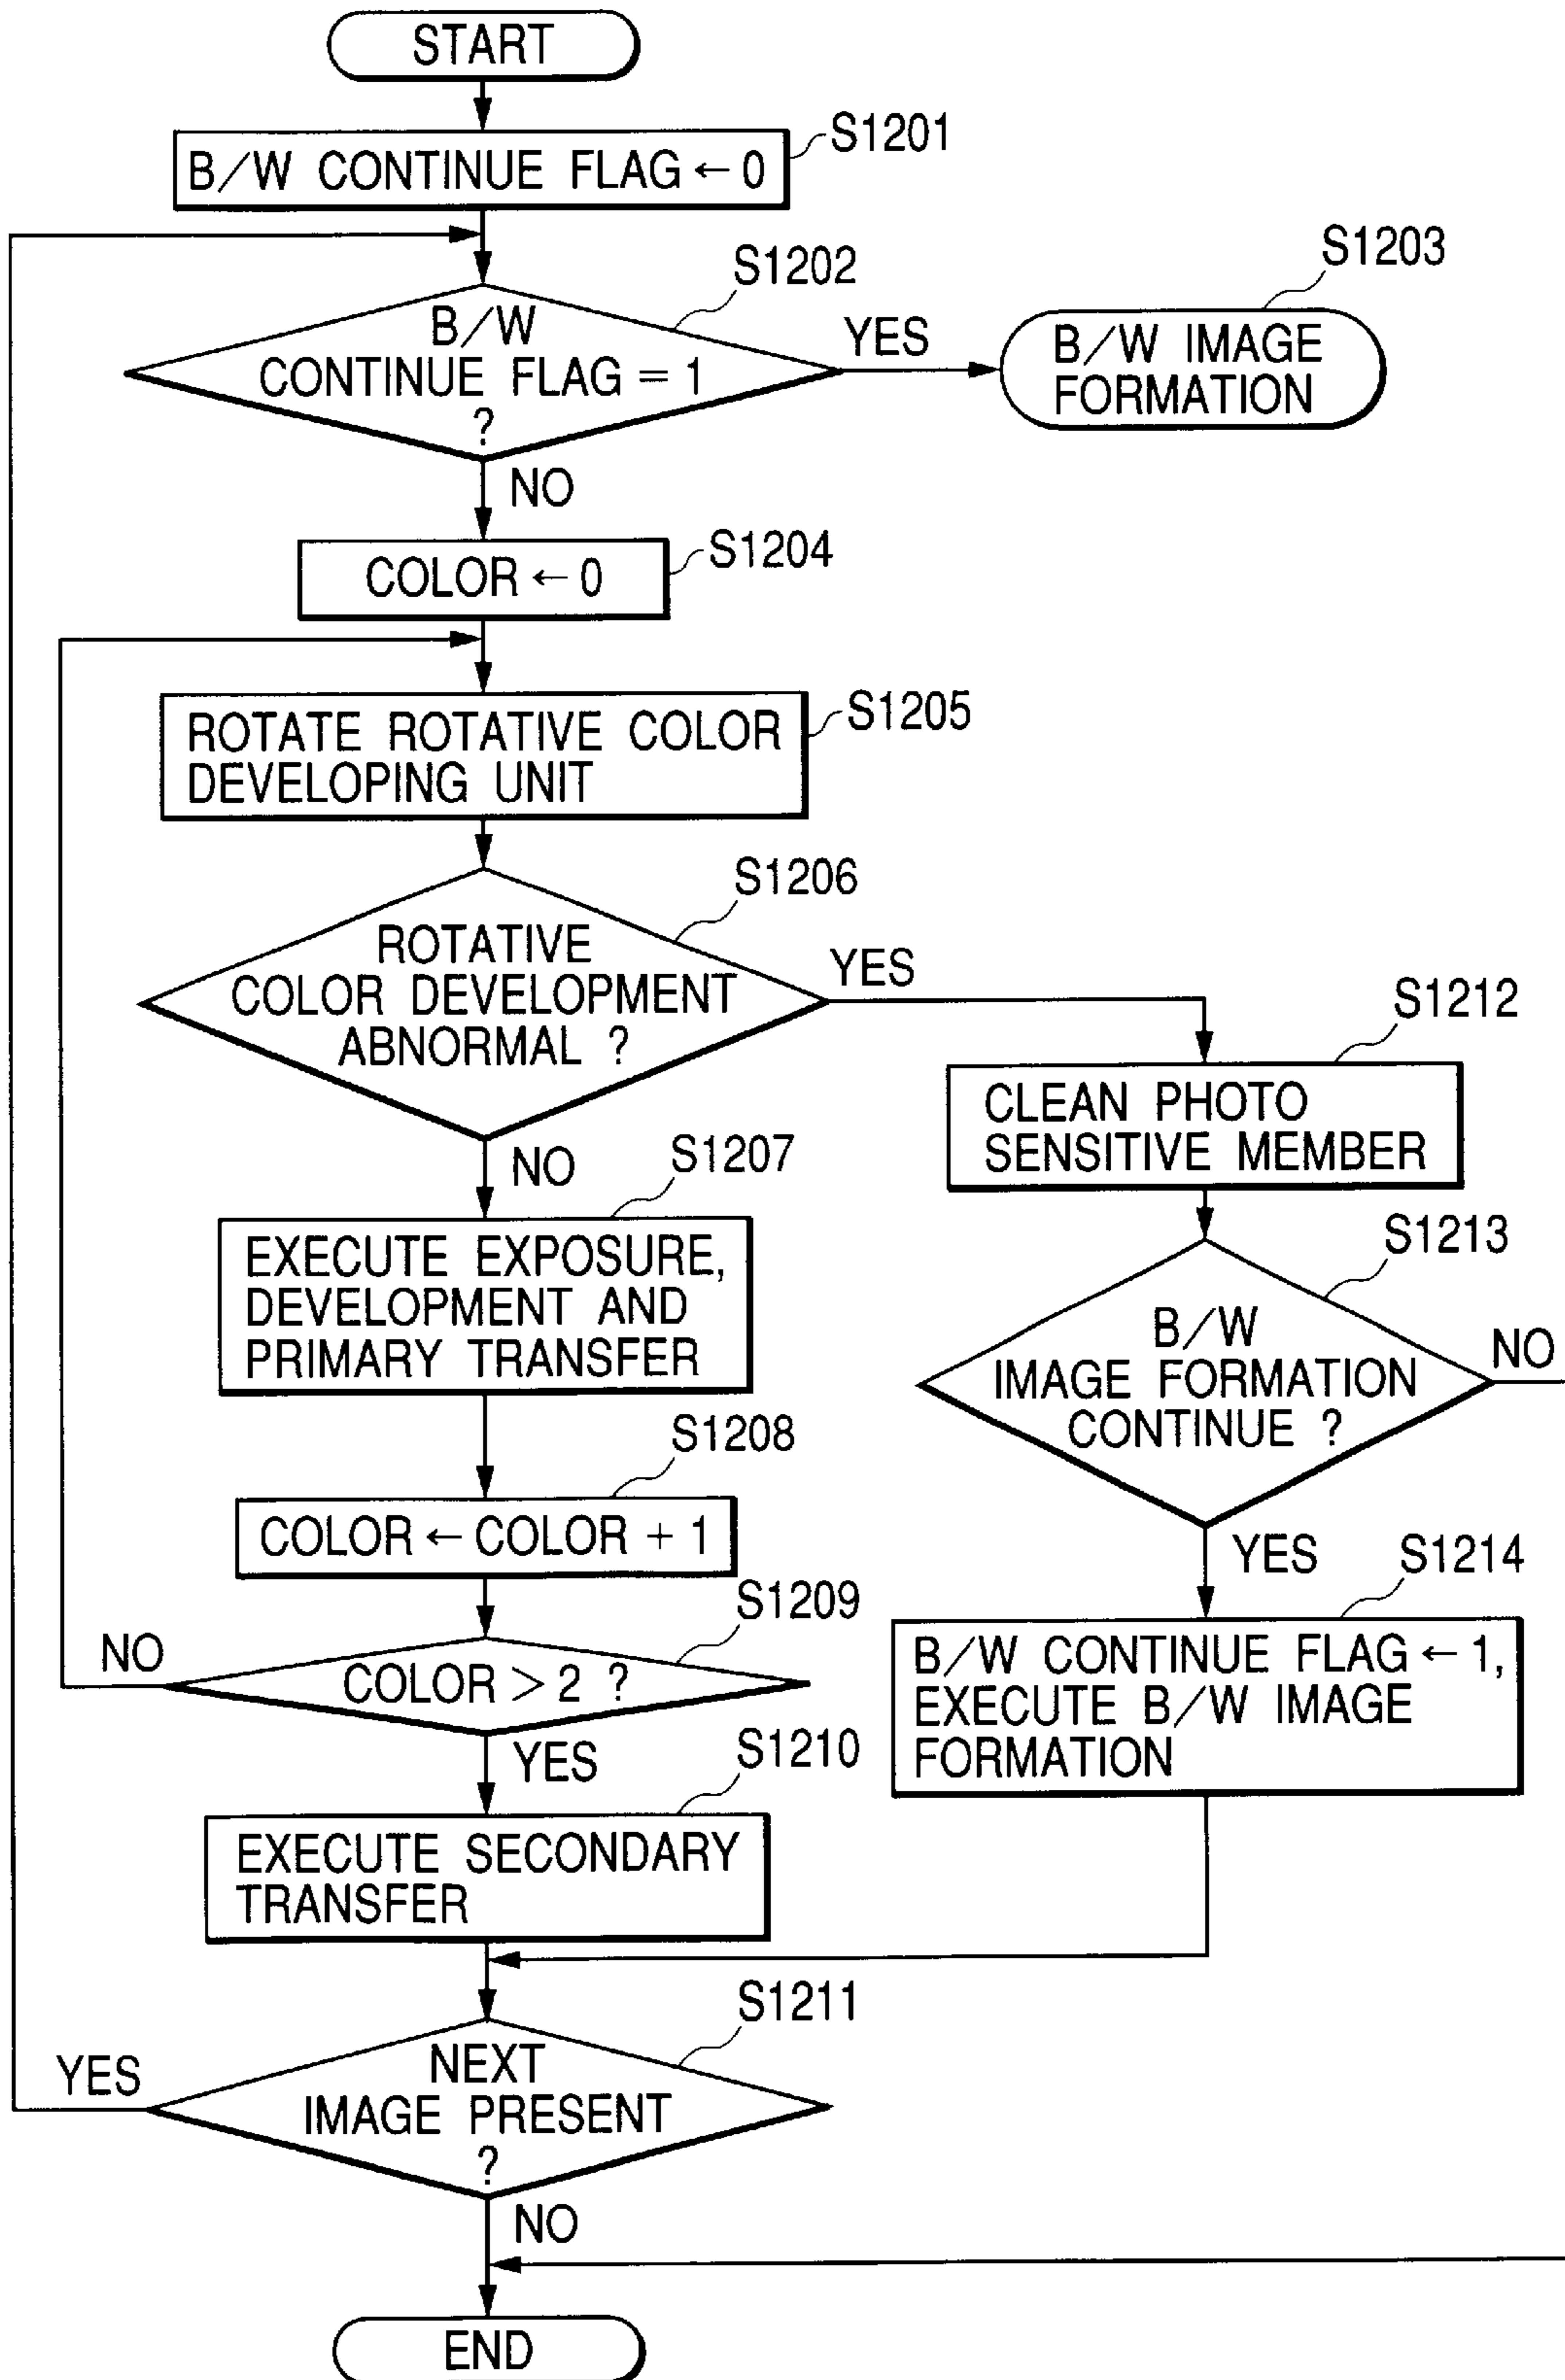 START
S1201
B/W CONTINUE FLAG ← 0
S1202
B/W
CONTINUE FLAG = 1
?
YES
S1203
B/W IMAGE
FORMATION
NO
S1204
COLOR ← 0
S1205
ROTATE ROTATIVE COLOR
DEVELOPING UNIT
S1206
ROTATIVE
COLOR DEVELOPMENT
ABNORMAL ?
YES
S1212
CLEAN PHOTO
SENSITIVE MEMBER
NO
S1207
EXECUTE EXPOSURE,
DEVELOPMENT AND
PRIMARY TRANSFER
S1213
B/W
IMAGE FORMATION
CONTINUE ?
NO
S1208
COLOR ← COLOR + 1
YES
S1214
B/W CONTINUE FLAG ← 1,
EXECUTE B/W IMAGE
FORMATION
S1209
COLOR > 2 ?
NO
YES
S1210
EXECUTE SECONDARY
TRANSFER
S1211
NEXT
IMAGE PRESENT
?
YES
NO
END